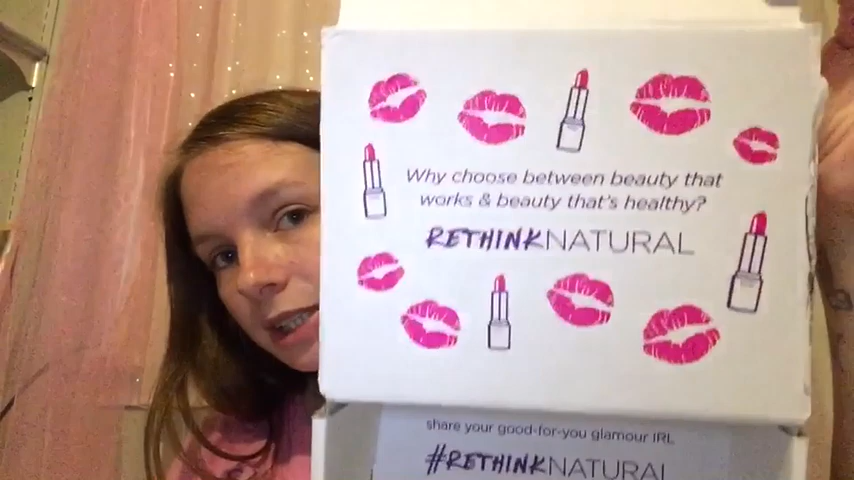 Why choose between beauty that
works & beauty that's healthy?
RETHINKNATURAL
share your good-for-you glamour IRL
#RETHINKNATURAL